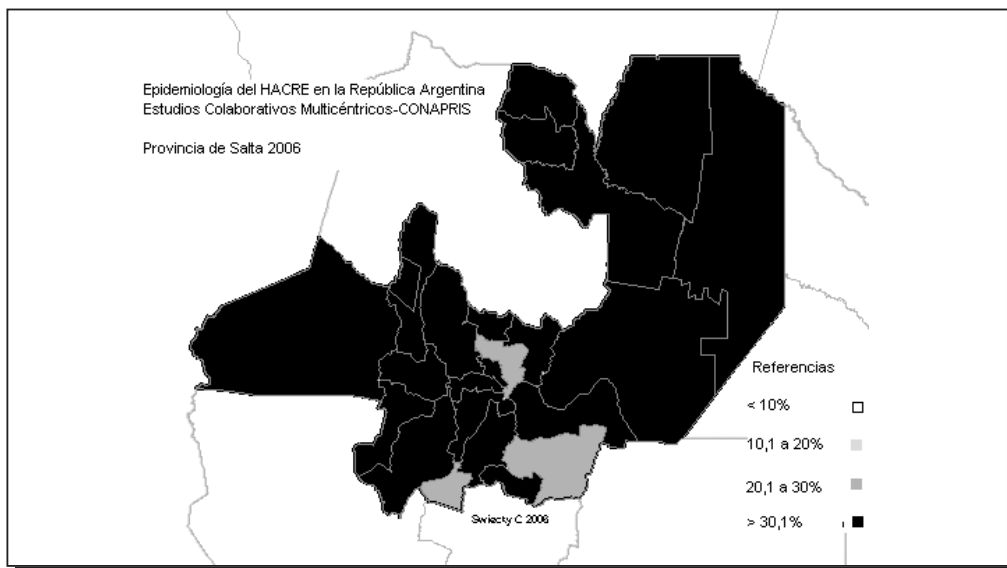 Epidemiología del HACRE en la República Argentina
Estudios Colaborativos Multicéntricos-CONAPRIS
Provincia de Salta 2006
Referencias
< 10%
10,1 a 20%
20,1 a 30%
> 30,1%
Swiecty C 2006